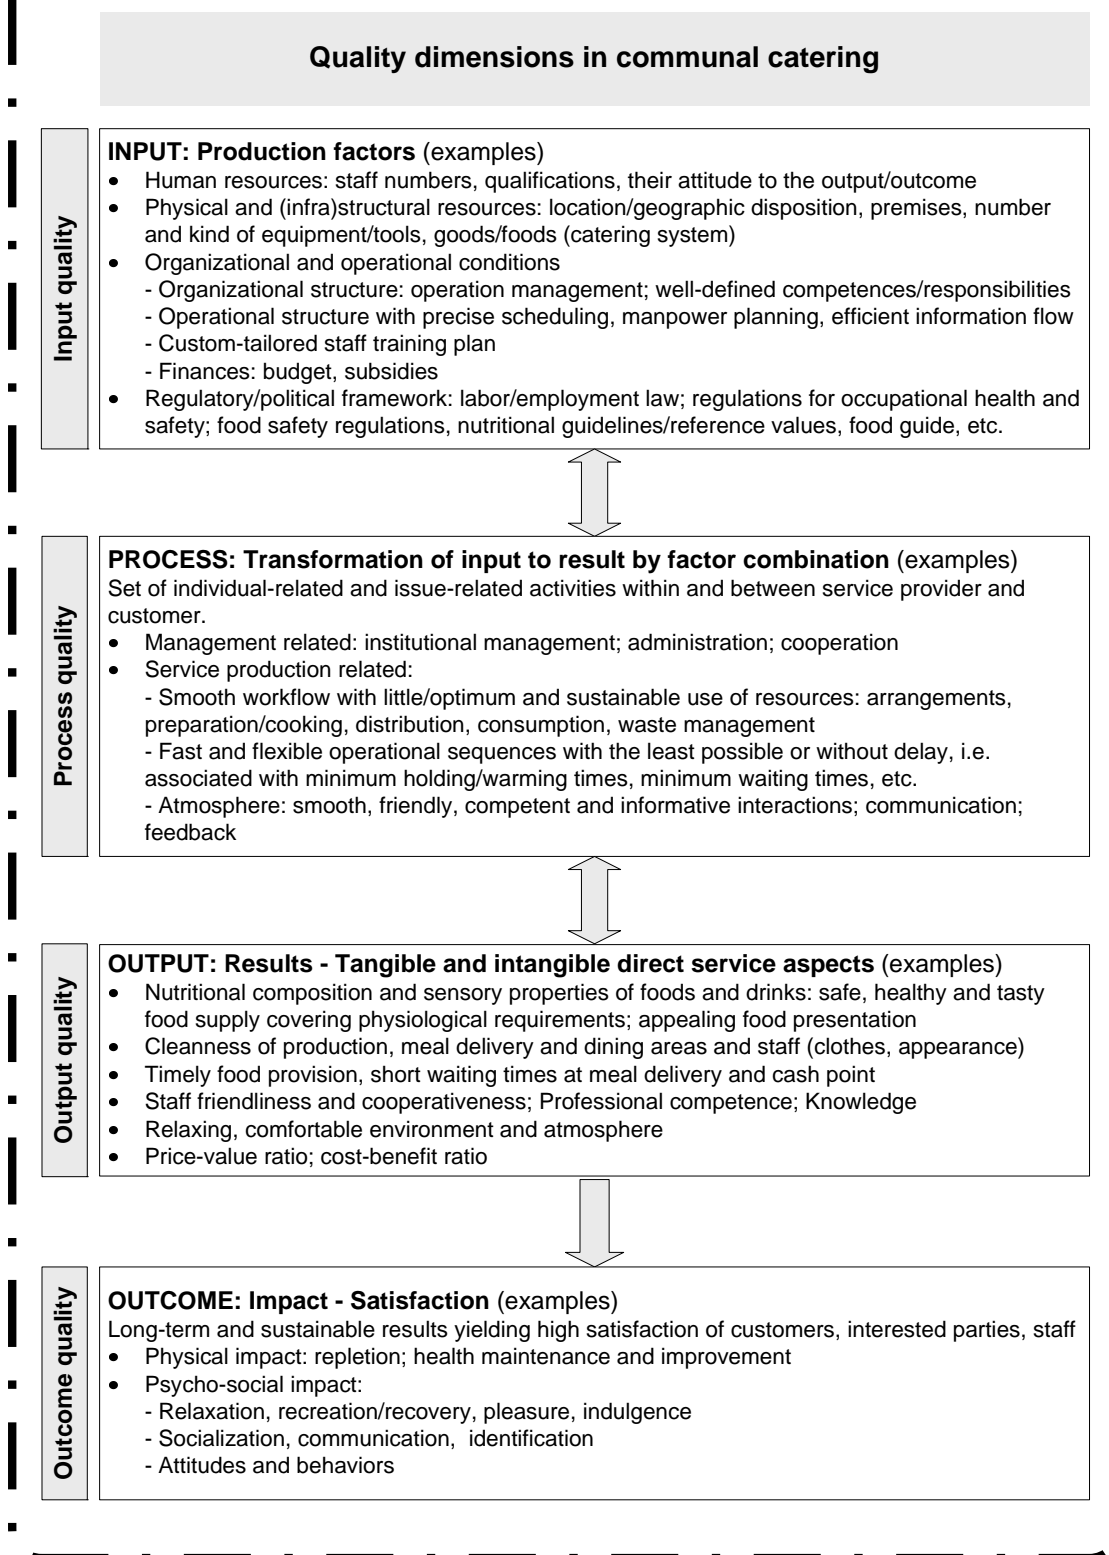 Quality dimensions in communal catering
Input quality
INPUT: Production factors (examples)
• Human resources: staff numbers, qualifications, their attitude to the output/outcome
• Physical and (infra)structural resources: location/geographic disposition, premises, number
and kind of equipment/tools, goods/foods (catering system)
• Organizational and operational conditions
- Organizational structure: operation management; well-defined competences/responsibilities
- Operational structure with precise scheduling, manpower planning, efficient information flow
- Custom-tailored staff training plan
- Finances: budget, subsidies
• Regulatory/political framework: labor/employment law; regulations for occupational health and
safety; food safety regulations, nutritional guidelines/reference values, food guide, etc.
Process quality
PROCESS: Transformation of input to result by factor combination (examples)
Set of individual-related and issue-related activities within and between service provider and
customer.
• Management related: institutional management; administration; cooperation
• Service production related:
- Smooth workflow with little/optimum and sustainable use of resources: arrangements,
preparation/cooking, distribution, consumption, waste management
- Fast and flexible operational sequences with the least possible or without delay, i.e.
associated with minimum holding/warming times, minimum waiting times, etc.
- Atmosphere: smooth, friendly, competent and informative interactions; communication;
feedback
Output quality
OUTPUT: Results - Tangible and intangible direct service aspects (examples)
• Nutritional composition and sensory properties of foods and drinks: safe, healthy and tasty
food supply covering physiological requirements; appealing food presentation
• Cleanness of production, meal delivery and dining areas and staff (clothes, appearance)
• Timely food provision, short waiting times at meal delivery and cash point
• Staff friendliness and cooperativeness; Professional competence; Knowledge
• Relaxing, comfortable environment and atmosphere
• Price-value ratio; cost-benefit ratio
Outcome quality
OUTCOME: Impact - Satisfaction (examples)
Long-term and sustainable results yielding high satisfaction of customers, interested parties, staff
• Physical impact: repletion; health maintenance and improvement
• Psycho-social impact:
- Relaxation, recreation/recovery, pleasure, indulgence
- Socialization, communication,  identification
- Attitudes and behaviors